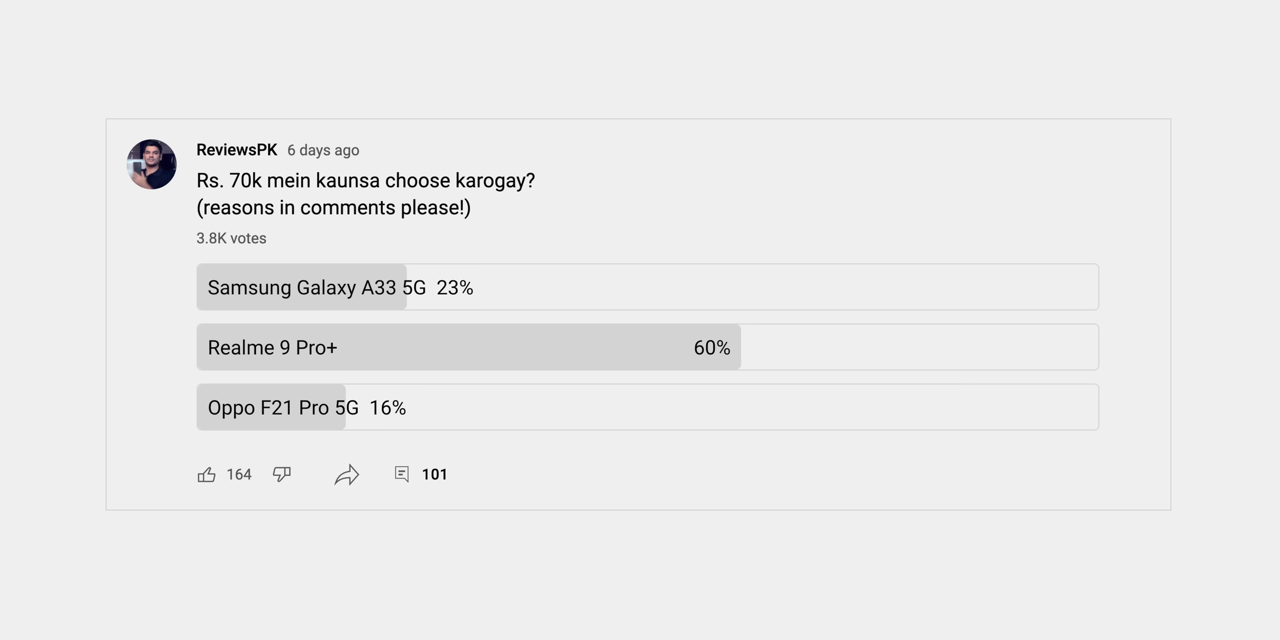 ReviewsPK 6 days ago
Rs. 70k mein kaunsa choose karogay?
(reasons in comments please!)
3.8K votes
Samsung Galaxy A33 5G 23%
Realme 9 Pro+ 60%
Oppo F21 Pro 5G 16%
164 101